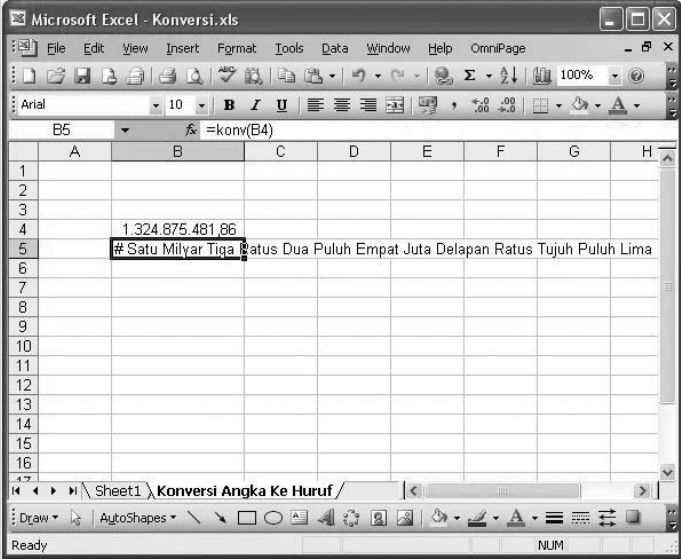 Microsoft Excel - Konversi.xls
File Edit View Insert Format Tools Data Window Help OmniPage
100%
Arial 10 B I U
B5 fx =konv(B4)
A B C D E F G H
1
2
3
4 1.324.875.481,86
5 # Satu Milyar Tiga Ratus Dua Puluh Empat Juta Delapan Ratus Tujuh Puluh Lima
6
7
8
9
10
11
12
13
14
15
16
17
Sheet1 Konversi Angka Ke Huruf
Draw AutoShapes
Ready NUM